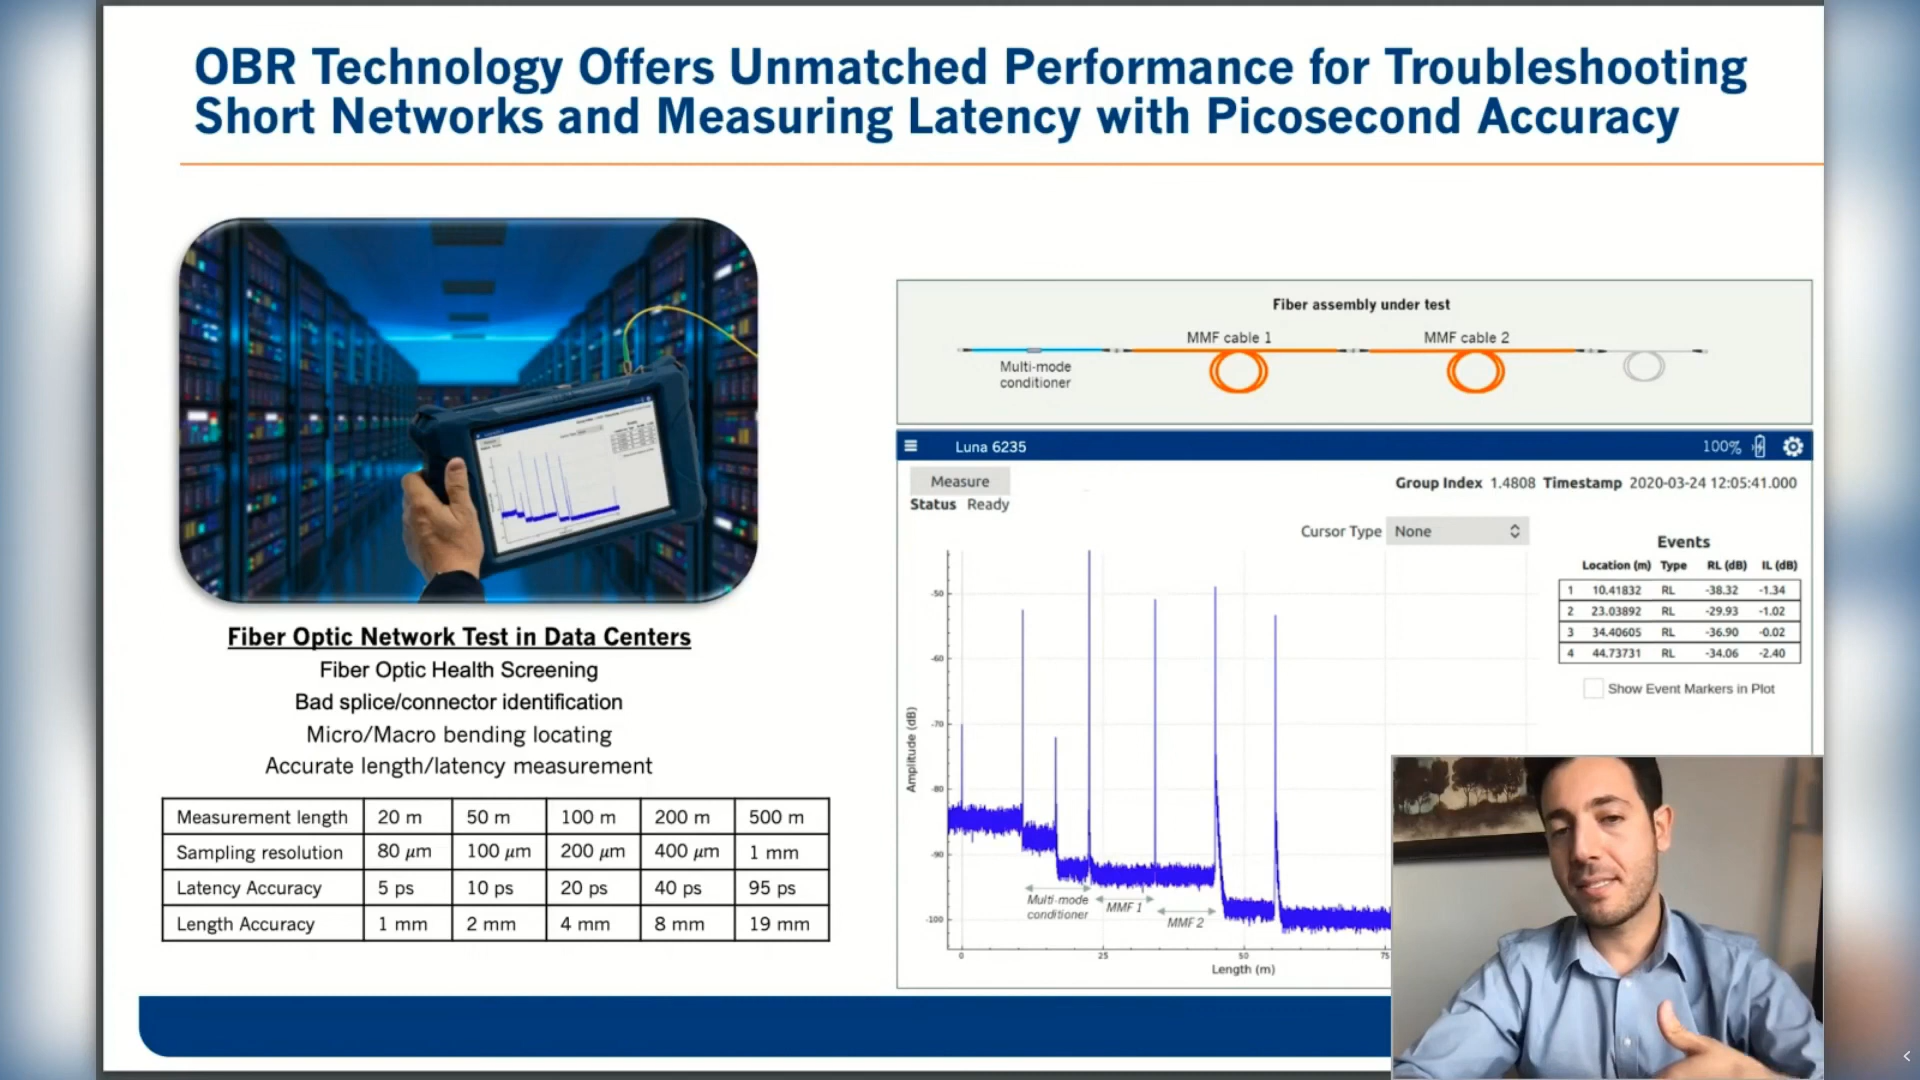 OBR Technology Offers Unmatched Performance for Troubleshooting
Short Networks and Measuring Latency with Picosecond Accuracy
Fiber Optic Network Test in Data Centers
Fiber Optic Health Screening
Bad splice/connector identification
Micro/Macro bending locating
Accurate length/latency measurement
Measurement length 20 m 50 m 100 m 200 m 500 m
Sampling resolution 80 μm 100 μm 200 μm 400 μm 1 mm
Latency Accuracy 5 ps 10 ps 20 ps 40 ps 95 ps
Length Accuracy 1 mm 2 mm 4 mm 8 mm 19 mm
Fiber assembly under test
MMF cable 1 MMF cable 2
Multi-mode
conditioner
Luna 6235 100%
Measure
Status Ready
Group Index 1.4808 Timestamp 2020-03-24 12:05:41.000
Cursor Type None
Events
Location (m) Type RL (dB) IL (dB)
1 10.41832 RL -38.32 -1.34
2 23.03892 RL -29.93 -1.02
3 34.40605 RL -36.90 -0.02
4 44.73731 RL -34.06 -2.40
Show Event Markers in Plot
Amplitude (dB)
-50
-60
-70
-80
-90
-100
Multi-mode
conditioner
MMF 1
MMF 2
0 25 50 75
Length (m)